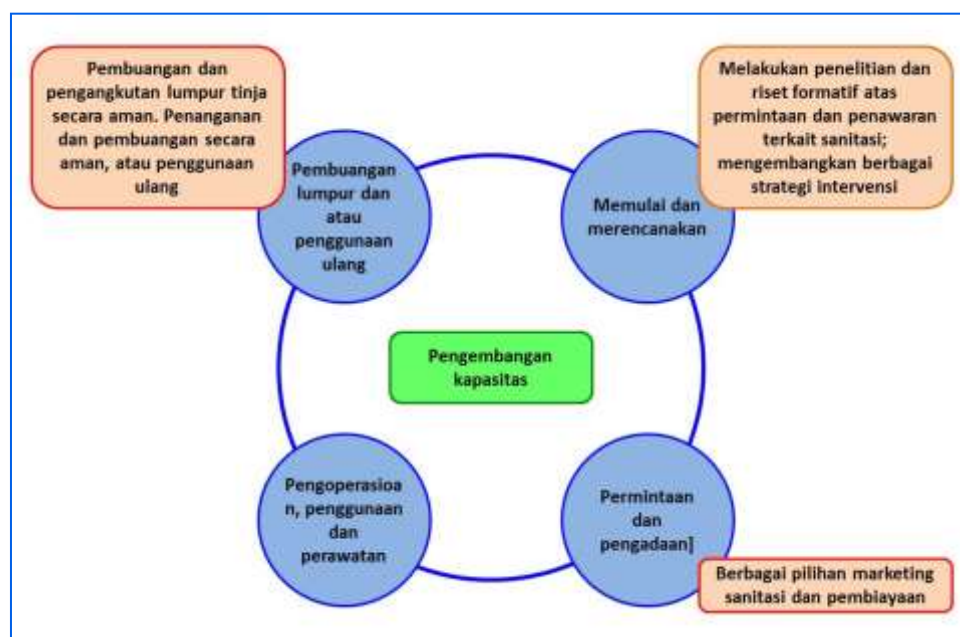 Pembuangan dan
pengangkutan lumpur tinja
secara aman. Penanganan
dan pembuangan secara
aman, atau penggunaan
ulang
Melakukan penelitian dan
riset formatif atas
permintaan dan penawaran
terkait sanitasi;
mengembangkan berbagai
strategi intervensi
Pembuangan
lumpur dan
atau
penggunaan
ulang
Memulai dan
merencanakan
Pengembangan
kapasitas
Pengoperasioa
n, penggunaan
dan
perawatan
Permintaan
dan
pengadaan]
Berbagai pilihan marketing
sanitasi dan pembiayaan